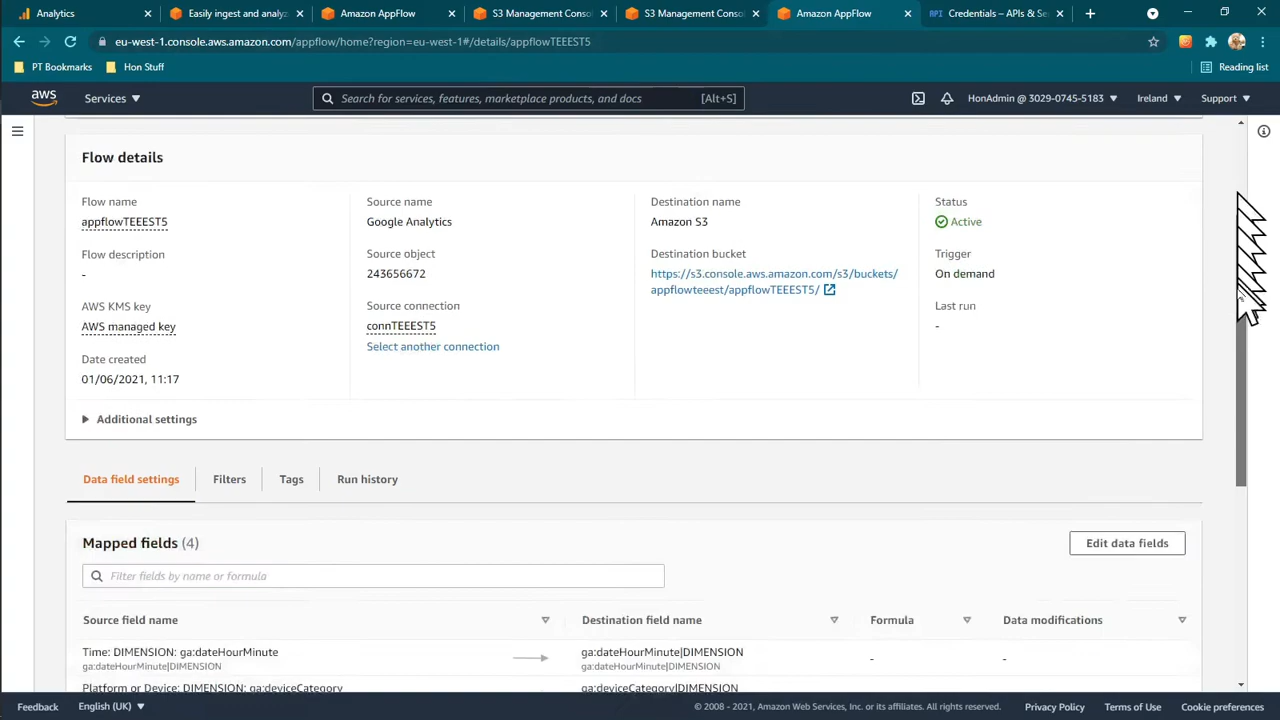 Analytics
Easily ingest and analyz
Amazon AppFlow
S3 Management Conso
S3 Management Conso
Amazon AppFlow
API
Credentials – APIs & Se
eu-west-1.console.aws.amazon.com/appflow/home?region=eu-west-1#/details/appflowTEEEST5
PT Bookmarks
Hon Stuff
Reading list
aws
Services
Search for services, features, marketplace products, and docs
[Alt+S]
HonAdmin @ 3029-0745-5183
Ireland
Support
Flow details
Flow name
appflowTEEEST5
Flow description
-
AWS KMS key
AWS managed key
Date created
01/06/2021, 11:17
Source name
Google Analytics
Source object
243656672
Source connection
connTEEEST5
Select another connection
Destination name
Amazon S3
Destination bucket
https://s3.console.aws.amazon.com/s3/buckets/
appflowteeest/appflowTEEEST5/
Status
Active
Trigger
On demand
Last run
-
Additional settings
Data field settings
Filters
Tags
Run history
Mapped fields (4)
Edit data fields
Filter fields by name or formula
Source field name
Destination field name
Formula
Data modifications
Time: DIMENSION: ga:dateHourMinute
ga:dateHourMinute|DIMENSION
ga:dateHourMinute|DIMENSION
ga:dateHourMinute|DIMENSION
-
-
Platform or Device: DIMENSION: ga:deviceCategory
ga:deviceCategory|DIMENSION
Feedback
English (UK)
© 2008 - 2021, Amazon Web Services, Inc. or its affiliates. All rights reserved.
Privacy Policy
Terms of Use
Cookie preferences